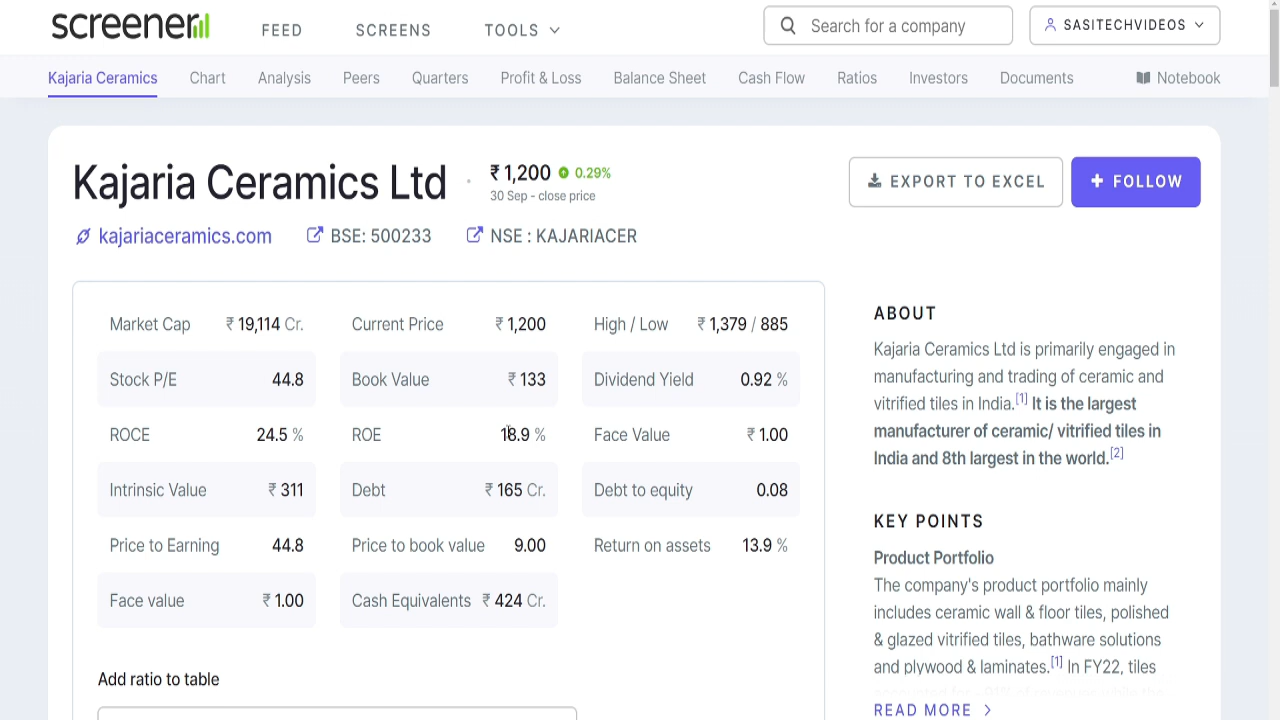 screener
FEED SCREENS TOOLS
Search for a company
SASITECHVIDEOS
Kajaria Ceramics Chart Analysis Peers Quarters Profit & Loss Balance Sheet Cash Flow Ratios Investors Documents Notebook
Kajaria Ceramics Ltd
₹ 1,200 0.29%
30 Sep - close price
EXPORT TO EXCEL
+ FOLLOW
kajariaceramics.com BSE: 500233 NSE : KAJARIACER
Market Cap ₹ 19,114 Cr. Current Price ₹ 1,200 High / Low ₹ 1,379 / 885
Stock P/E 44.8 Book Value ₹ 133 Dividend Yield 0.92 %
ROCE 24.5 % ROE 18.9 % Face Value ₹ 1.00
Intrinsic Value ₹ 311 Debt ₹ 165 Cr. Debt to equity 0.08
Price to Earning 44.8 Price to book value 9.00 Return on assets 13.9 %
Face value ₹ 1.00 Cash Equivalents ₹ 424 Cr.
Add ratio to table
ABOUT
Kajaria Ceramics Ltd is primarily engaged in
manufacturing and trading of ceramic and
vitrified tiles in India.[1] It is the largest
manufacturer of ceramic/ vitrified tiles in
India and 8th largest in the world.[2]
KEY POINTS
Product Portfolio
The company's product portfolio mainly
includes ceramic wall & floor tiles, polished
& glazed vitrified tiles, bathware solutions
and plywood & laminates.[1] In FY22, tiles
READ MORE